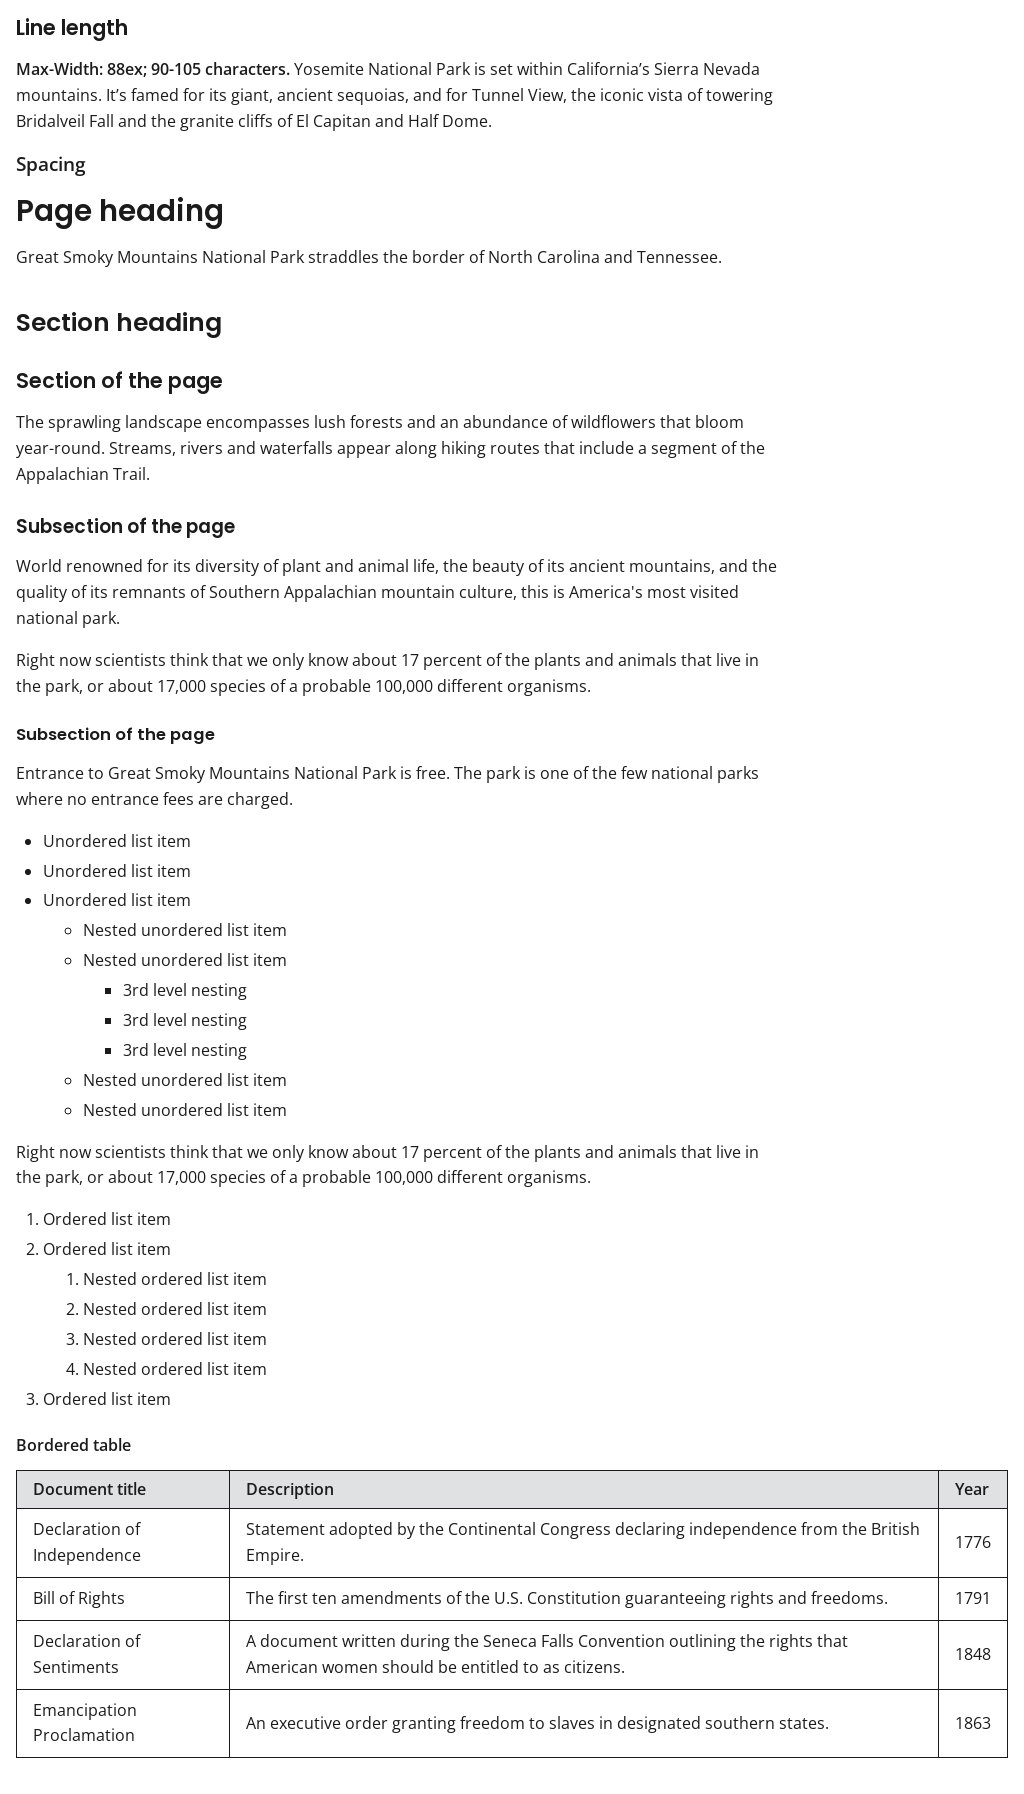 Line length
Max-Width: 88ex; 90-105 characters. Yosemite National Park is set within California’s Sierra Nevada
mountains. It’s famed for its giant, ancient sequoias, and for Tunnel View, the iconic vista of towering
Bridalveil Fall and the granite cliffs of El Capitan and Half Dome.
Spacing
Page heading
Great Smoky Mountains National Park straddles the border of North Carolina and Tennessee.
Section heading
Section of the page
The sprawling landscape encompasses lush forests and an abundance of wildflowers that bloom
year-round. Streams, rivers and waterfalls appear along hiking routes that include a segment of the
Appalachian Trail.
Subsection of the page
World renowned for its diversity of plant and animal life, the beauty of its ancient mountains, and the
quality of its remnants of Southern Appalachian mountain culture, this is America's most visited
national park.
Right now scientists think that we only know about 17 percent of the plants and animals that live in
the park, or about 17,000 species of a probable 100,000 different organisms.
Subsection of the page
Entrance to Great Smoky Mountains National Park is free. The park is one of the few national parks
where no entrance fees are charged.
• Unordered list item
• Unordered list item
• Unordered list item
◦ Nested unordered list item
◦ Nested unordered list item
▪ 3rd level nesting
▪ 3rd level nesting
▪ 3rd level nesting
◦ Nested unordered list item
◦ Nested unordered list item
Right now scientists think that we only know about 17 percent of the plants and animals that live in
the park, or about 17,000 species of a probable 100,000 different organisms.
1. Ordered list item
2. Ordered list item
1. Nested ordered list item
2. Nested ordered list item
3. Nested ordered list item
4. Nested ordered list item
3. Ordered list item
Bordered table
Document title Description Year
Declaration of
Independence
Statement adopted by the Continental Congress declaring independence from the British
Empire.
1776
Bill of Rights The first ten amendments of the U.S. Constitution guaranteeing rights and freedoms. 1791
Declaration of
Sentiments
A document written during the Seneca Falls Convention outlining the rights that
American women should be entitled to as citizens.
1848
Emancipation
Proclamation
An executive order granting freedom to slaves in designated southern states.
1863